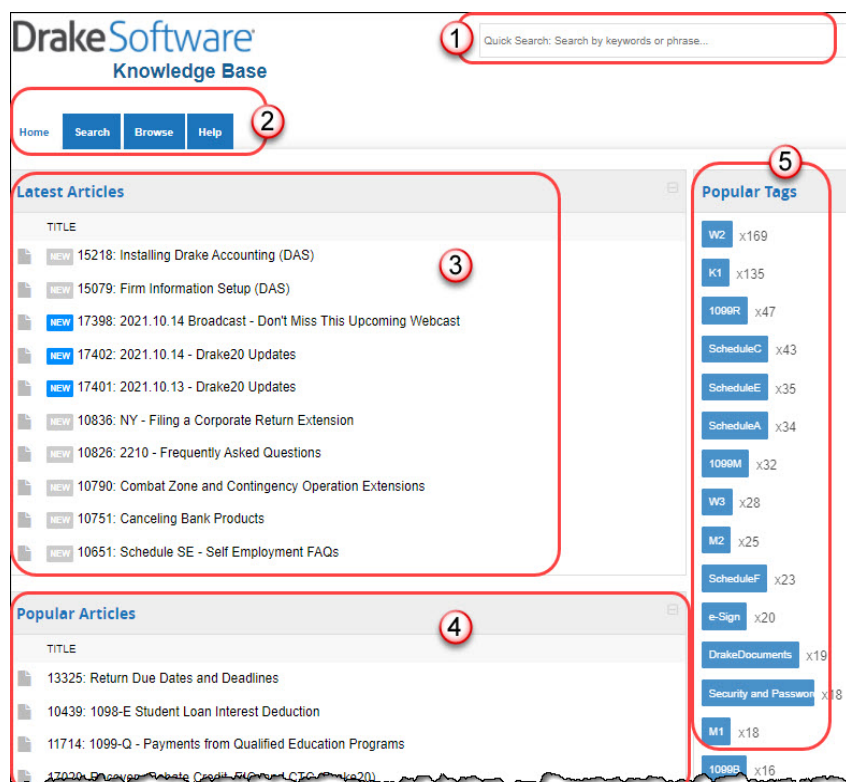 DrakeSoftware
Knowledge Base
1
Quick Search: Search by keywords or phrase...
Home Search Browse Help
2
Latest Articles
TITLE
NEW 15218: Installing Drake Accounting (DAS)
NEW 15079: Firm Information Setup (DAS)
NEW 17398: 2021.10.14 Broadcast - Don't Miss This Upcoming Webcast
NEW 17402: 2021.10.14 - Drake20 Updates
NEW 17401: 2021.10.13 - Drake20 Updates
NEW 10836: NY - Filing a Corporate Return Extension
NEW 10826: 2210 - Frequently Asked Questions
NEW 10790: Combat Zone and Contingency Operation Extensions
NEW 10751: Canceling Bank Products
NEW 10651: Schedule SE - Self Employment FAQs
3
Popular Articles
4
TITLE
13325: Return Due Dates and Deadlines
10439: 1098-E Student Loan Interest Deduction
11714: 1099-Q - Payments from Qualified Education Programs
5
Popular Tags
W2 x169
K1 x135
1099R x47
ScheduleC x43
ScheduleE x35
ScheduleA x34
1099M x32
W3 x28
M2 x25
ScheduleF x23
e-Sign x20
DrakeDocuments x19
Security and Passwor x18
M1 x18
1099B x16